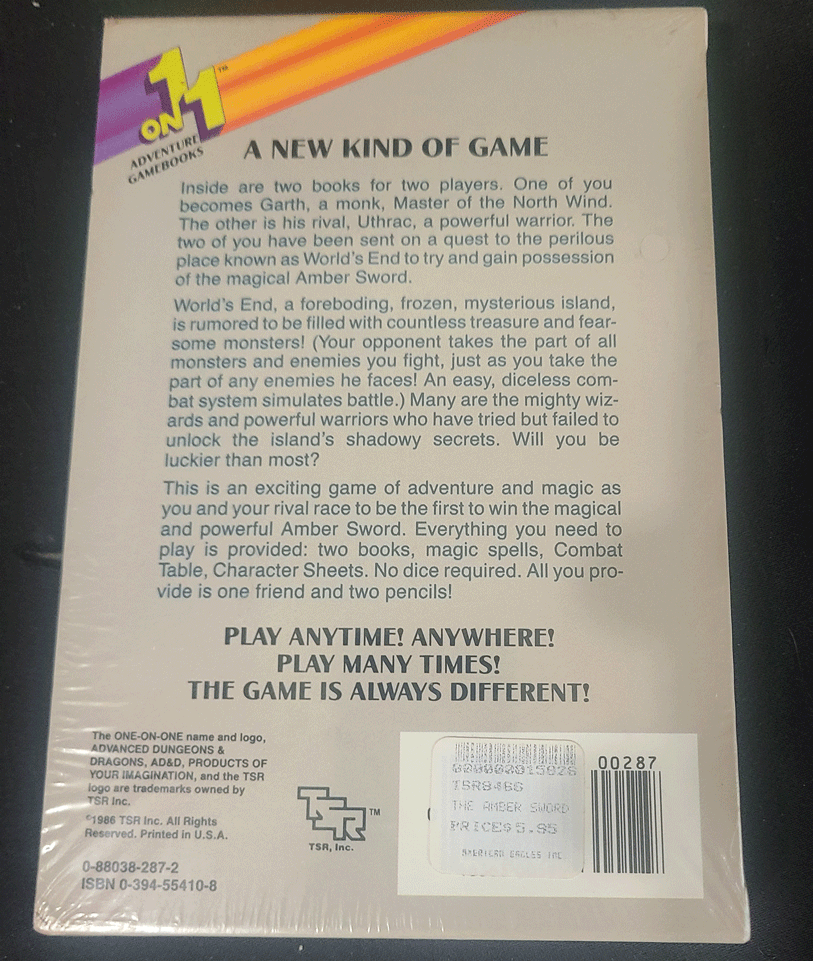 1 ON 1™
ADVENTURE
GAMEBOOKS
A NEW KIND OF GAME
Inside are two books for two players. One of you
becomes Garth, a monk, Master of the North Wind.
The other is his rival, Uthrac, a powerful warrior. The
two of you have been sent on a quest to the perilous
place known as World's End to try and gain possession
of the magical Amber Sword.
World's End, a foreboding, frozen, mysterious island,
is rumored to be filled with countless treasure and fear-
some monsters! (Your opponent takes the part of all
monsters and enemies you fight, just as you take the
part of any enemies he faces! An easy, diceless com-
bat system simulates battle.) Many are the mighty wiz-
ards and powerful warriors who have tried but failed to
unlock the island's shadowy secrets. Will you be
luckier than most?
This is an exciting game of adventure and magic as
you and your rival race to be the first to win the magical
and powerful Amber Sword. Everything you need to
play is provided: two books, magic spells, Combat
Table, Character Sheets. No dice required. All you pro-
vide is one friend and two pencils!
PLAY ANYTIME! ANYWHERE!
PLAY MANY TIMES!
THE GAME IS ALWAYS DIFFERENT!
The ONE-ON-ONE name and logo,
ADVANCED DUNGEONS &
DRAGONS, AD&D, PRODUCTS OF
YOUR IMAGINATION, and the TSR
logo are trademarks owned by
TSR Inc.
©1986 TSR Inc. All Rights
Reserved. Printed in U.S.A.
0-88038-287-2
ISBN 0-394-55410-8
TSR™
TSR, Inc.
THE AMBER SWORD
PRICE$ 5.95
AMERICAN EAGLES INC
00287